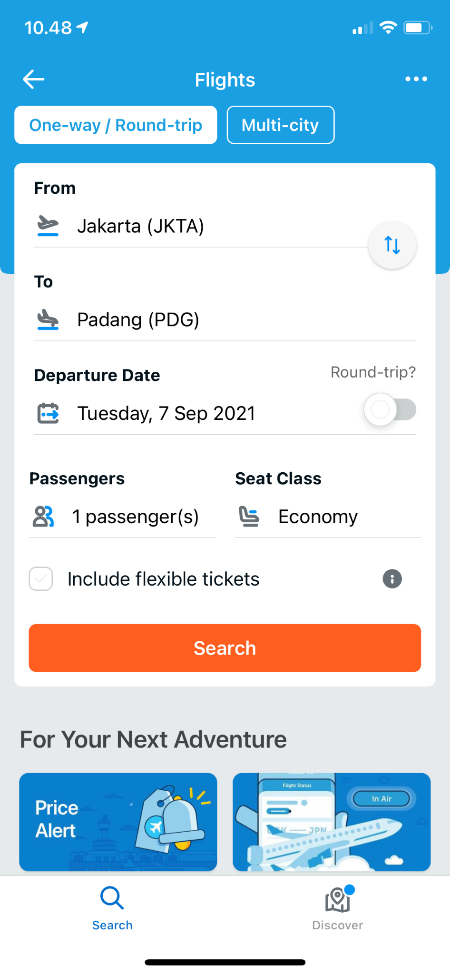 10.48
Flights
One-way / Round-trip
Multi-city
From
Jakarta (JKTA)
To
Padang (PDG)
Departure Date
Round-trip?
Tuesday, 7 Sep 2021
Passengers
Seat Class
1 passenger(s)
Economy
Include flexible tickets
Search
For Your Next Adventure
Price
Alert
Flight Status
In Air
JPN
Search
Discover